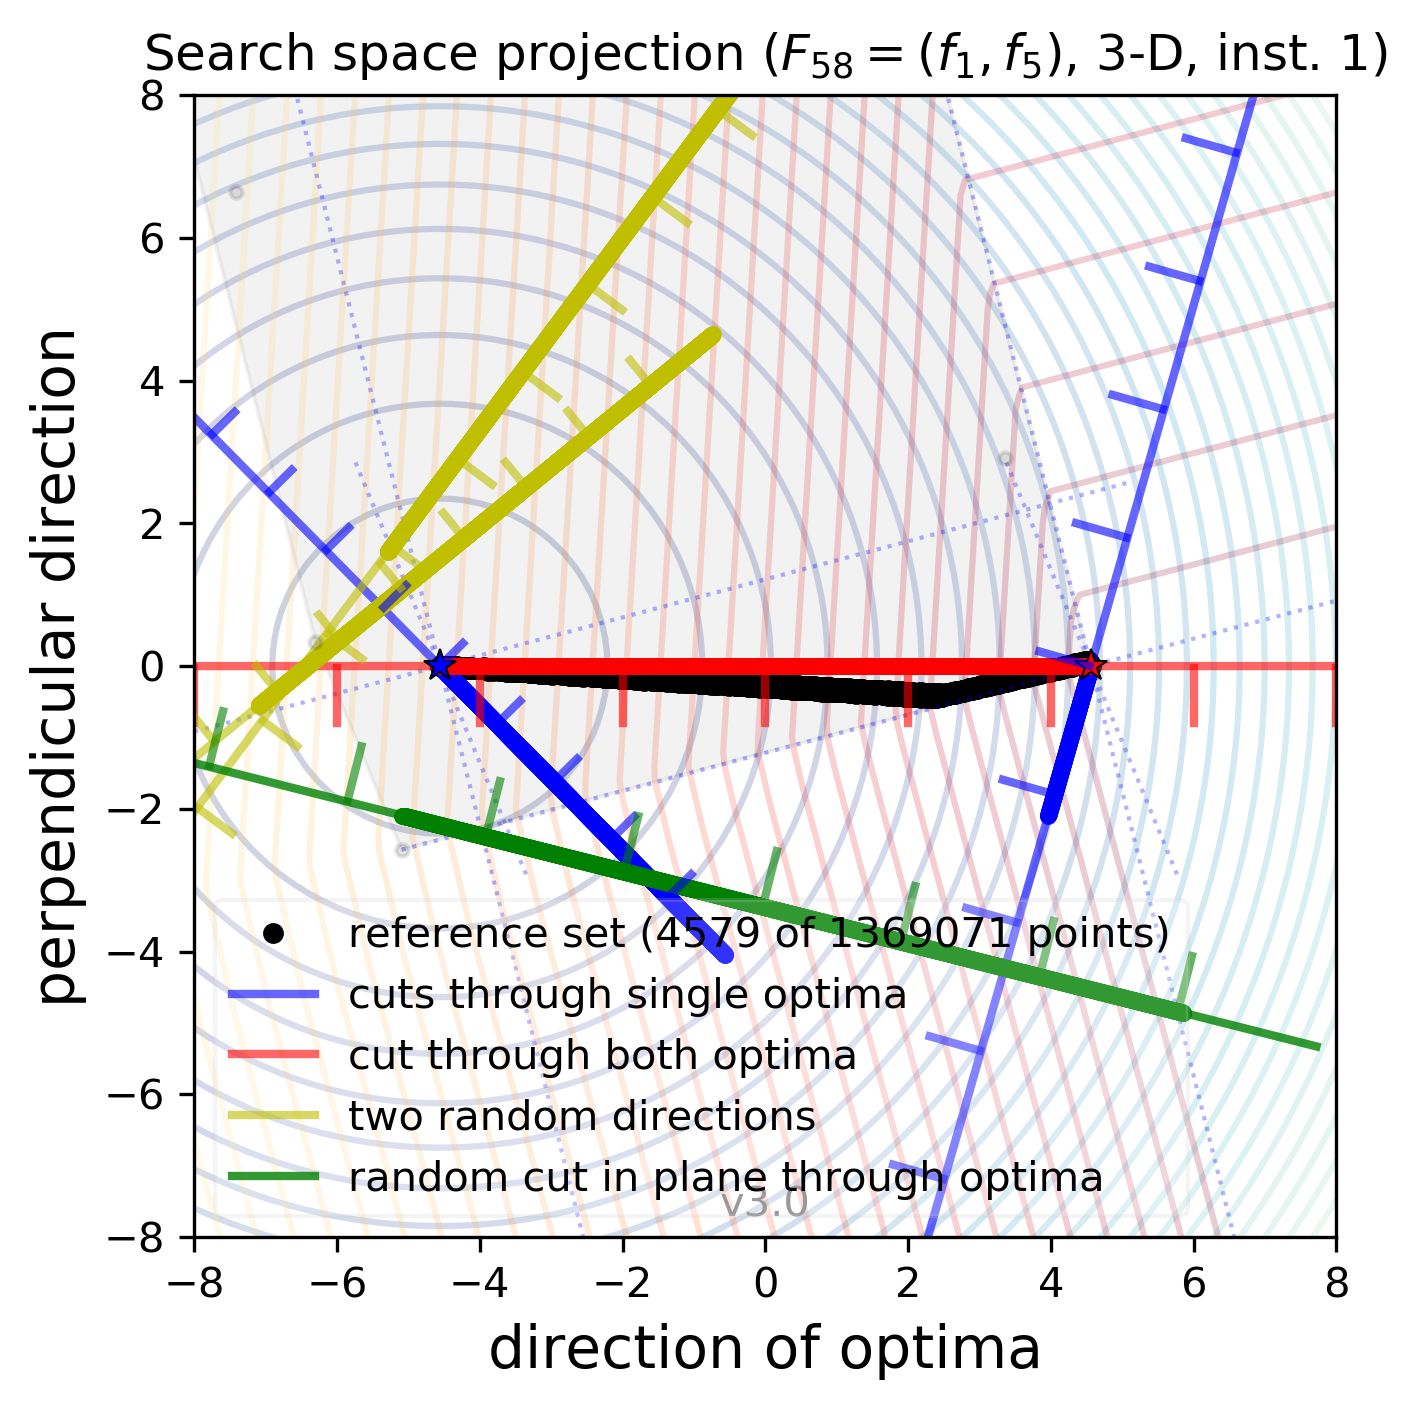 Search space projection (F₅₈ = (f₁, f₅), 3-D, inst. 1)
8
6
4
2
0
−2
−4
−6
−8
perpendicular direction
reference set (4579 of 1369071 points)
cuts through single optima
cut through both optima
two random directions
random cut in plane through optima
v3.0
−8 −6 −4 −2 0 2 4 6 8
direction of optima